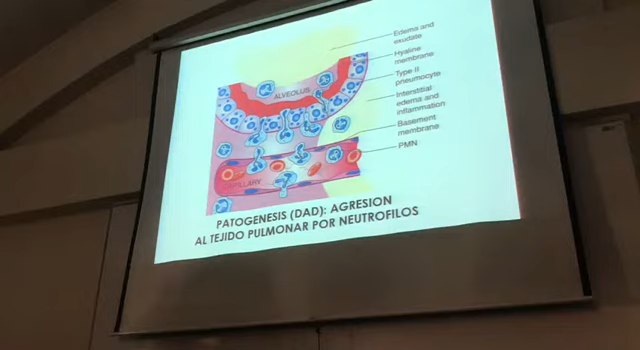 Edema and
exudate
Hyaline
membrane
Type II
pneumocyte
Interstitial
edema and
inflammation
Basement
membrane
PMN
ALVEOLUS
CAPILLARY
PATOGENESIS (DAD): AGRESION
AL TEJIDO PULMONAR POR NEUTROFILOS